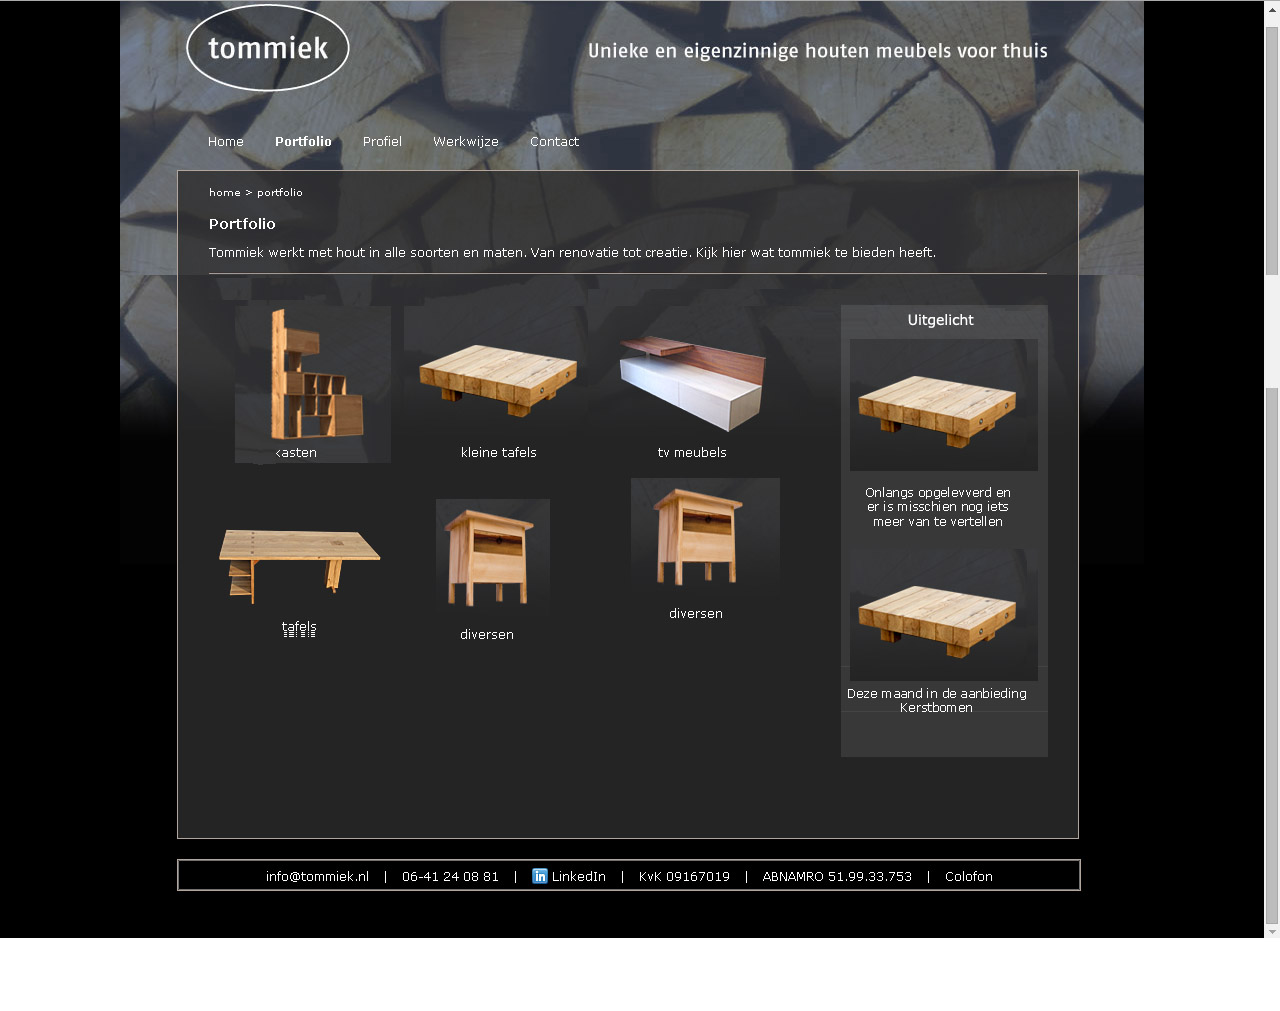 tommiek
Unieke en eigenzinnige houten meubels voor thuis
Home Portfolio Profiel Werkwijze Contact
home > portfolio
Portfolio
Tommiek werkt met hout in alle soorten en maten. Van renovatie tot creatie. Kijk hier wat tommiek te bieden heeft.
<asten
kleine tafels
tv meubels
tafels
diversen
diversen
Uitgelicht
Onlangs opgelevverd en
er is misschien nog iets
meer van te vertellen
Deze maand in de aanbieding
Kerstbomen
info@tommiek.nl | 06-41 24 08 81 | in LinkedIn | KvK 09167019 | ABNAMRO 51.99.33.753 | Colofon